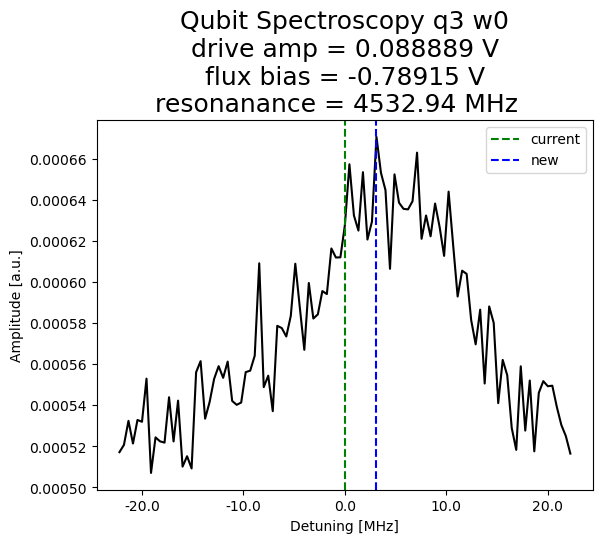 Qubit Spectroscopy q3 w0
drive amp = 0.088889 V
flux bias = -0.78915 V
resonanance = 4532.94 MHz
current
new
Amplitude [a.u.]
0.00066
0.00064
0.00062
0.00060
0.00058
0.00056
0.00054
0.00052
0.00050
-20.0
-10.0
0.0
10.0
20.0
Detuning [MHz]